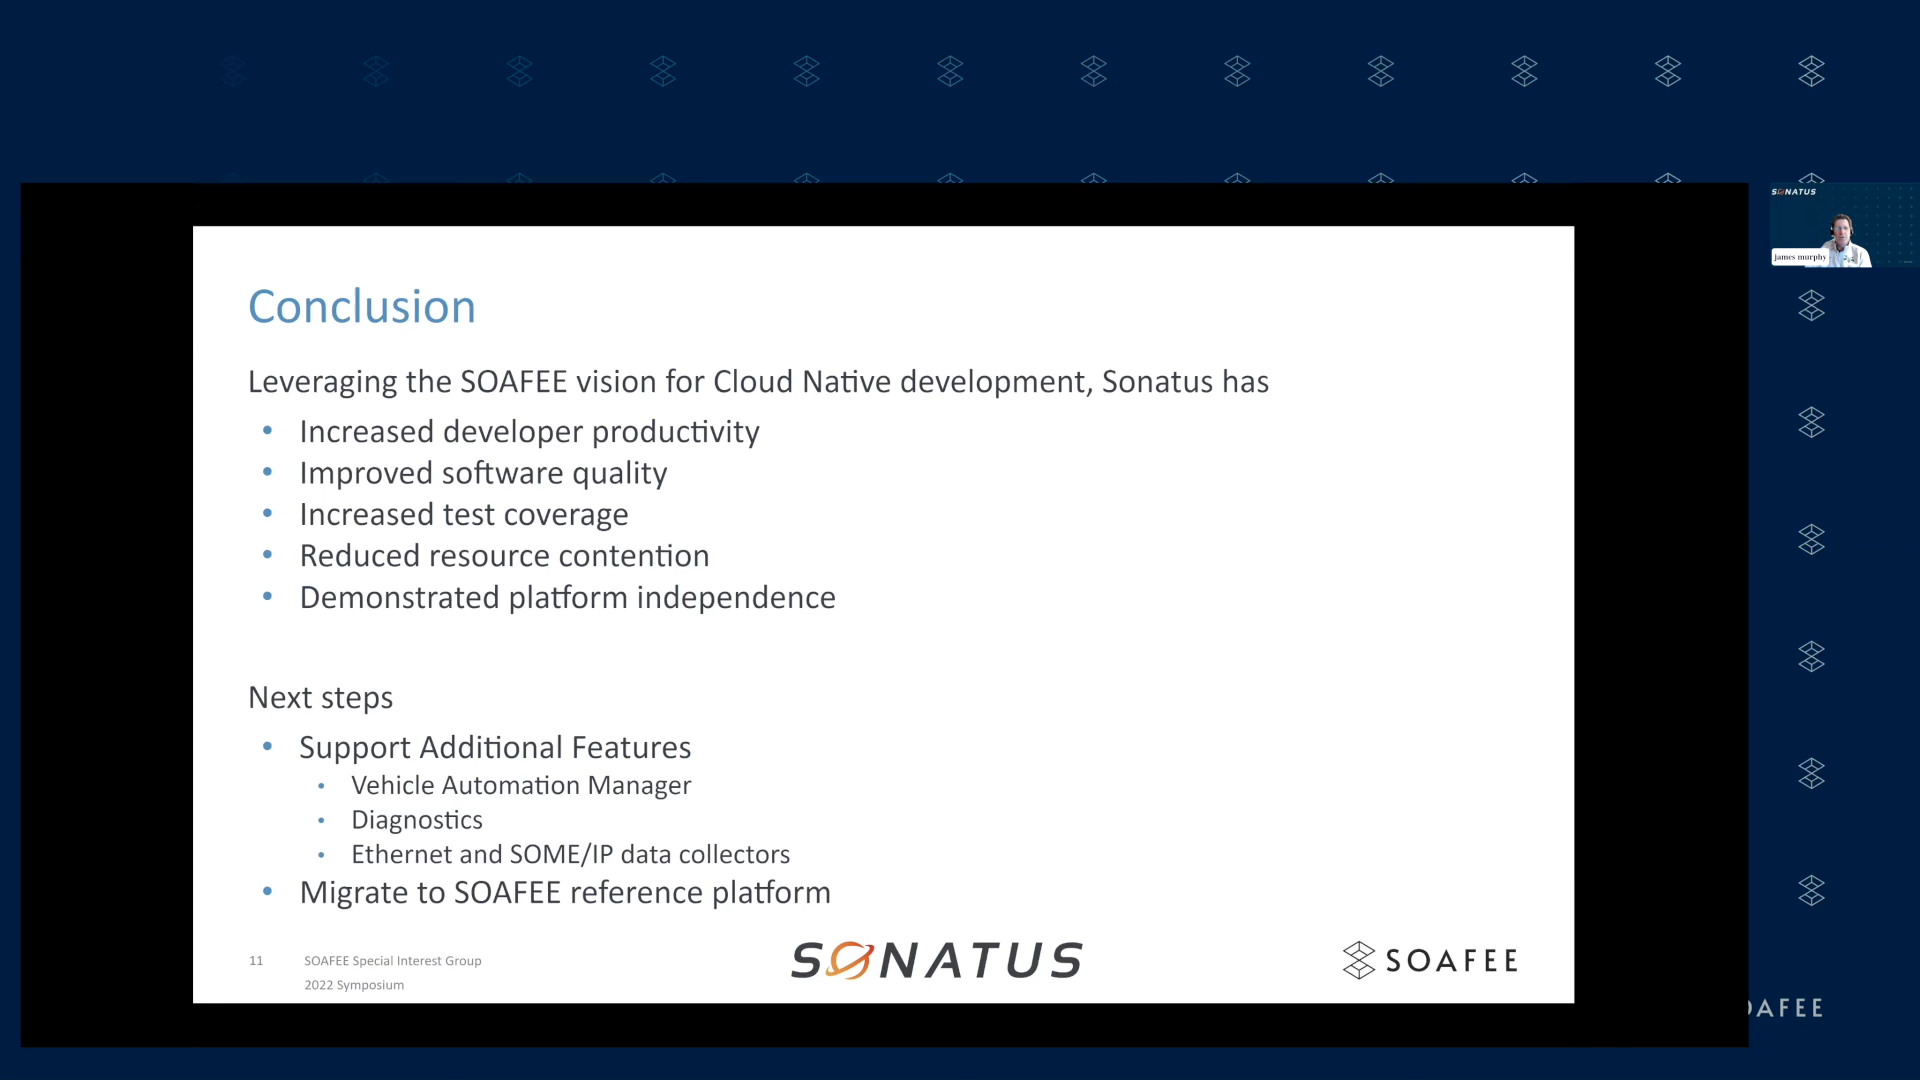 SONATUS
james murphy
Conclusion
Leveraging the SOAFEE vision for Cloud Native development, Sonatus has
• Increased developer productivity
• Improved software quality
• Increased test coverage
• Reduced resource contention
• Demonstrated platform independence
Next steps
• Support Additional Features
• Vehicle Automation Manager
• Diagnostics
• Ethernet and SOME/IP data collectors
• Migrate to SOAFEE reference platform
11
SOAFEE Special Interest Group
2022 Symposium
SONATUS
SOAFEE
OAFEE